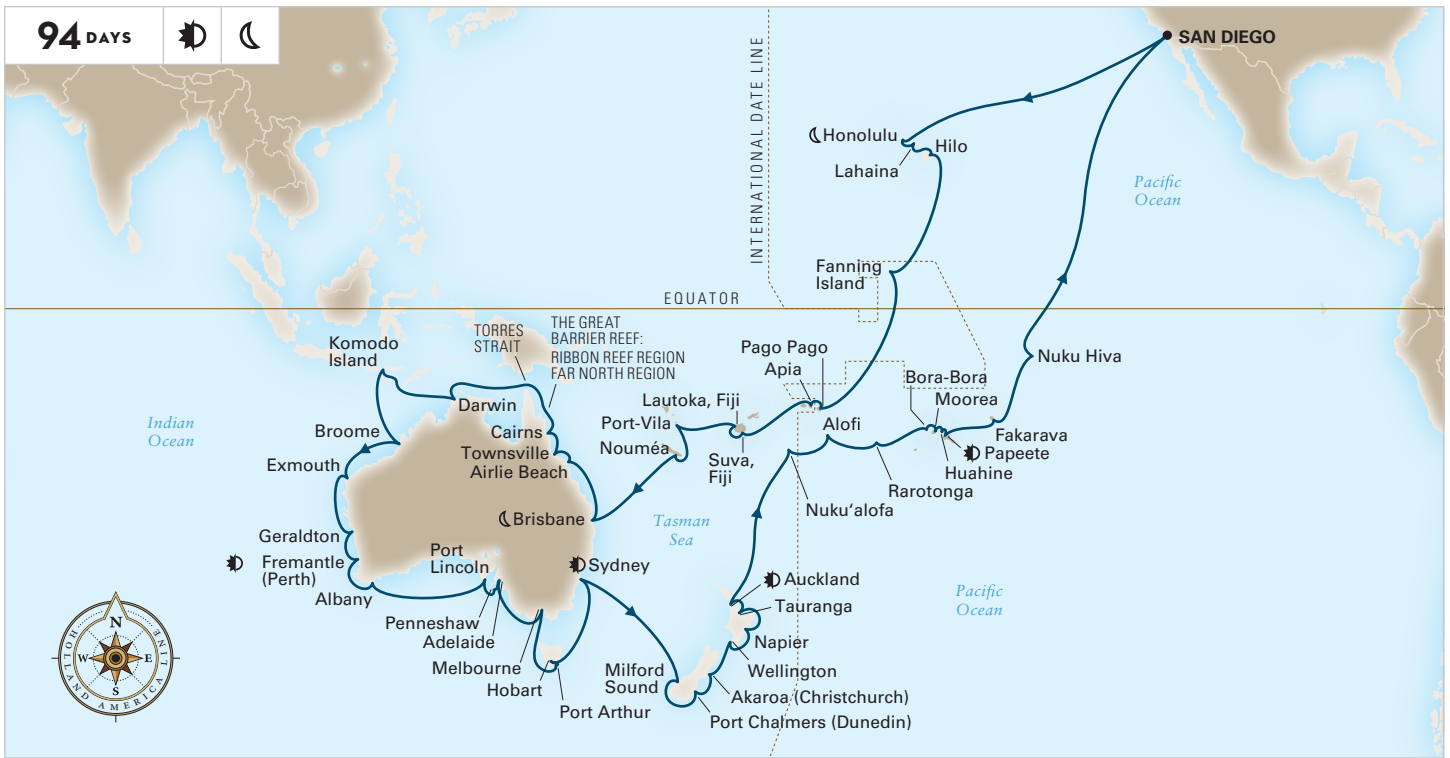 94 DAYS
SAN DIEGO
INTERNATIONAL DATE LINE
Honolulu
Hilo
Lahaina
Pacific
Ocean
Fanning
Island
EQUATOR
TORRES
STRAIT
THE GREAT
BARRIER REEF:
RIBBON REEF REGION
FAR NORTH REGION
Komodo
Island
Pago Pago
Apia
Nuku Hiva
Bora-Bora
Moorea
Lautoka, Fiji
Darwin
Indian
Ocean
Port-Vila
Alofi
Broome
Cairns
Fakarava
Nouméa
Townsville
Papeete
Suva,
Fiji
Exmouth
Airlie Beach
Huahine
Rarotonga
Nuku‘alofa
Brisbane
Tasman
Sea
Geraldton
Port
Lincoln
Fremantle
(Perth)
Sydney
Albany
Auckland
Pacific
Ocean
Tauranga
Penneshaw
Adelaide
Napier
Melbourne
Milford
Sound
Wellington
Hobart
Akaroa (Christchurch)
Port Arthur
Port Chalmers (Dunedin)
N
W
E
S
HOLLAND AMERICA LINE